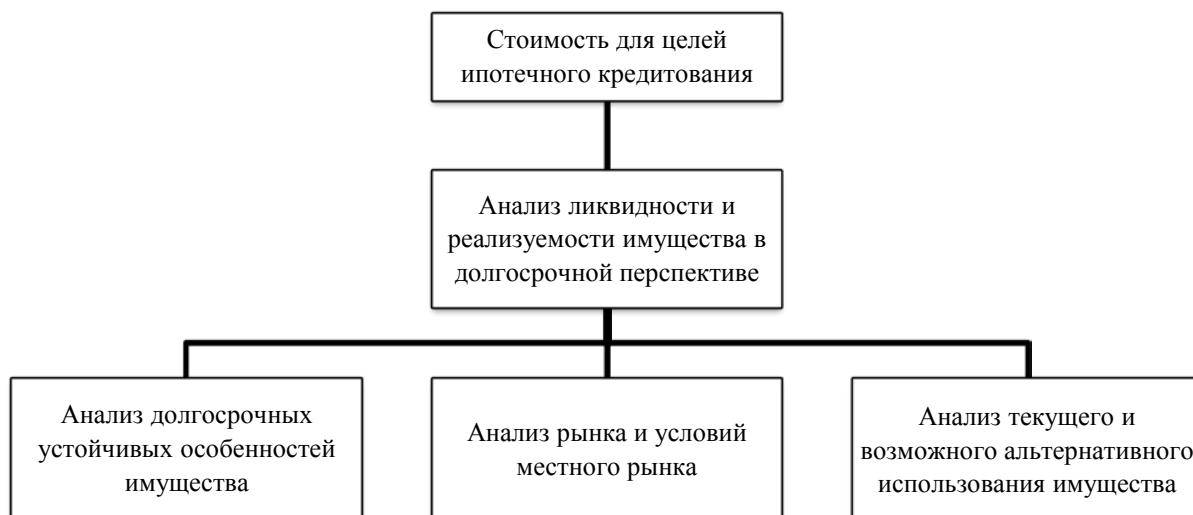 Стоимость для целей
ипотечного кредитования
Анализ ликвидности и
реализуемости имущества в
долгосрочной перспективе
Анализ долгосрочных
устойчивых особенностей
имущества
Анализ рынка и условий
местного рынка
Анализ текущего и
возможного альтернативного
использования имущества